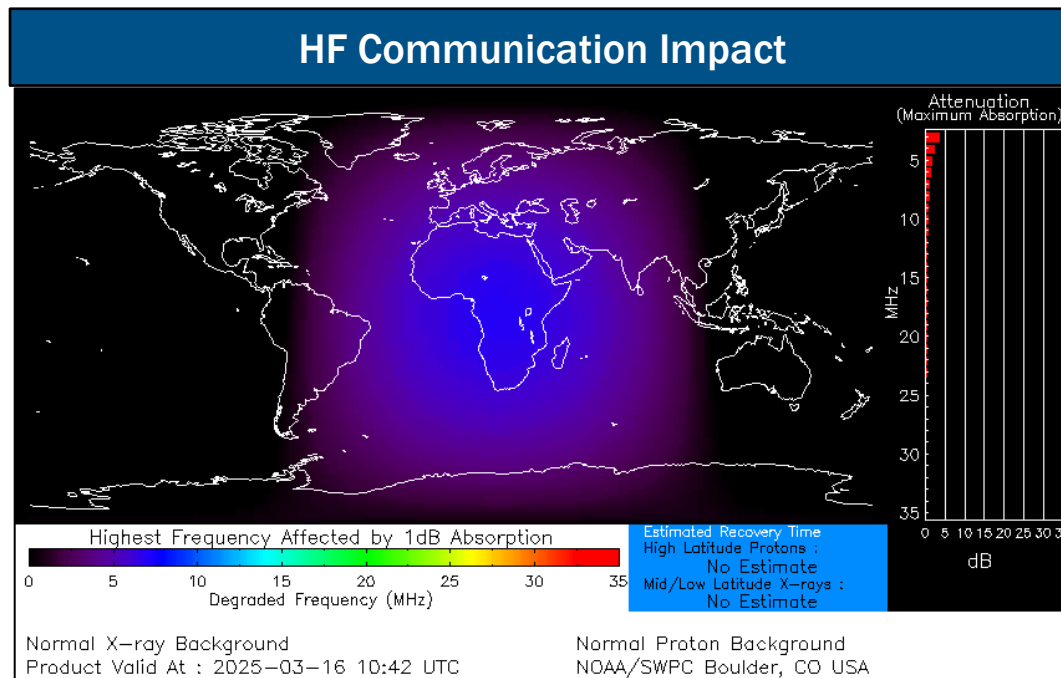 HF Communication Impact
Attenuation
(Maximum Absorption)
5
10
15
20
25
30
35
MHz
0 5 10 15 20 25 30 3
dB
Highest Frequency Affected by 1dB Absorption
0 5 10 15 20 25 30 35
Degraded Frequency (MHz)
Estimated Recovery Time
High Latitude Protons :
No Estimate
Mid/Low Latitude X-rays :
No Estimate
Normal X-ray Background
Product Valid At : 2025-03-16 10:42 UTC
Normal Proton Background
NOAA/SWPC Boulder, CO USA